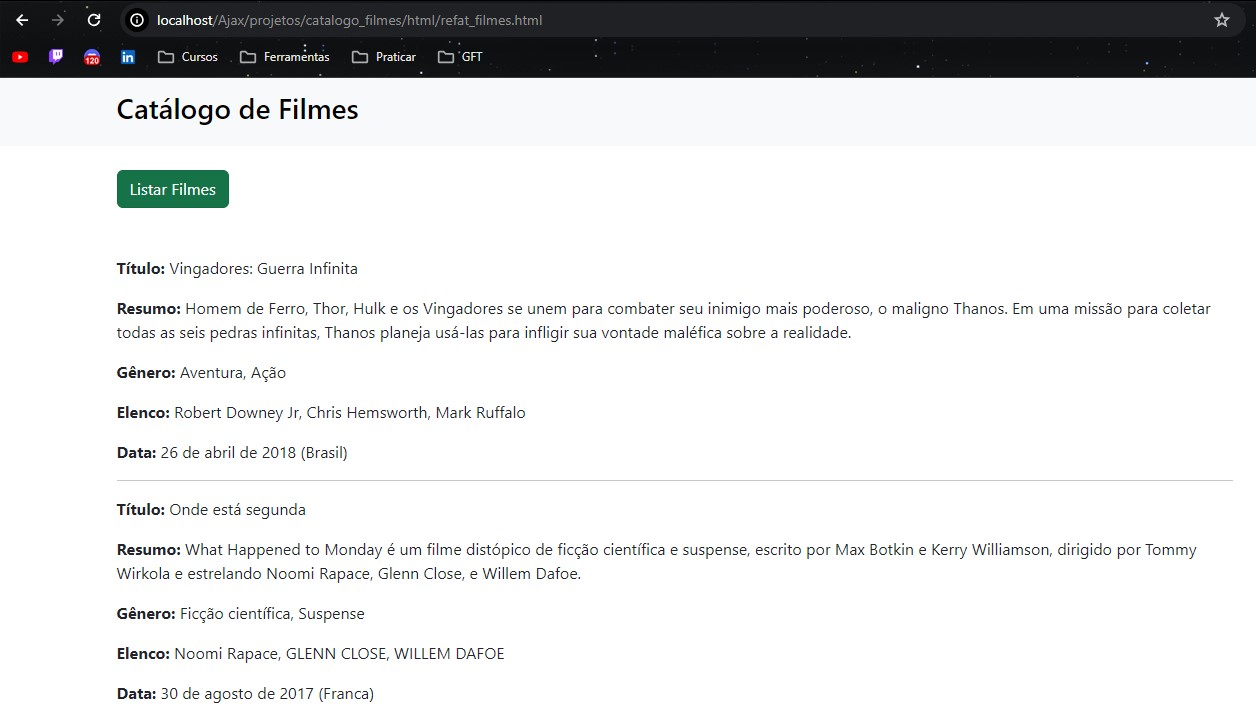 localhost/Ajax/projetos/catalogo_filmes/html/refat_filmes.html
120 in Cursos Ferramentas Praticar GFT
Catálogo de Filmes
Listar Filmes
Título: Vingadores: Guerra Infinita
Resumo: Homem de Ferro, Thor, Hulk e os Vingadores se unem para combater seu inimigo mais poderoso, o maligno Thanos. Em uma missão para coletar
todas as seis pedras infinitas, Thanos planeja usá-las para infligir sua vontade maléfica sobre a realidade.
Gênero: Aventura, Ação
Elenco: Robert Downey Jr, Chris Hemsworth, Mark Ruffalo
Data: 26 de abril de 2018 (Brasil)
Título: Onde está segunda
Resumo: What Happened to Monday é um filme distópico de ficção científica e suspense, escrito por Max Botkin e Kerry Williamson, dirigido por Tommy
Wirkola e estrelando Noomi Rapace, Glenn Close, e Willem Dafoe.
Gênero: Ficção científica, Suspense
Elenco: Noomi Rapace, GLENN CLOSE, WILLEM DAFOE
Data: 30 de agosto de 2017 (Franca)